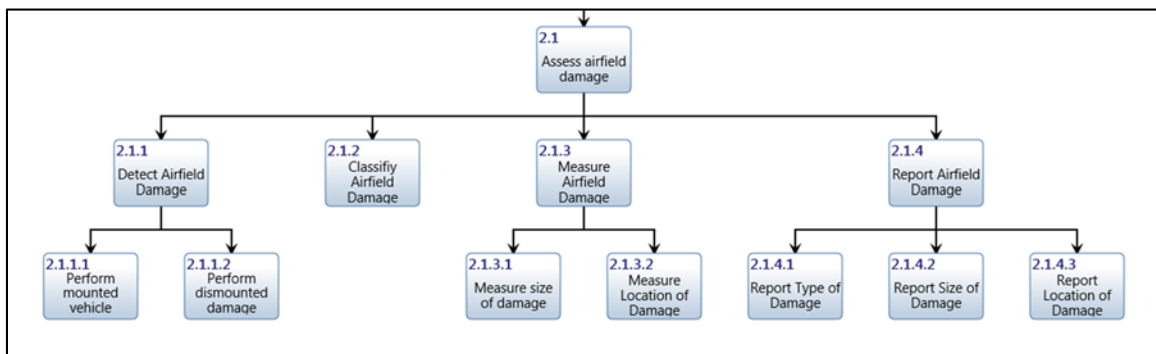 2.1
Assess airfield
damage
2.1.1
Detect Airfield
Damage
2.1.2
Classifiy
Airfield
Damage
2.1.3
Measure
Airfield
Damage
2.1.4
Report Airfield
Damage
2.1.1.1
Perform
mounted
vehicle
2.1.1.2
Perform
dismounted
damage
2.1.3.1
Measure size
of damage
2.1.3.2
Measure
Location of
Damage
2.1.4.1
Report Type of
Damage
2.1.4.2
Report Size of
Damage
2.1.4.3
Report
Location of
Damage